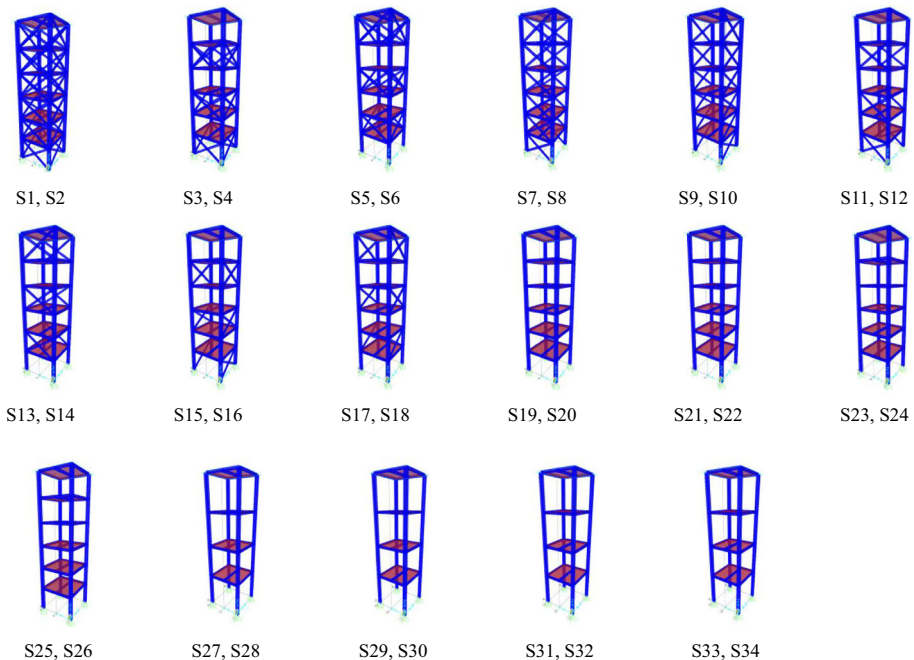 S1, S2 S3, S4 S5, S6 S7, S8 S9, S10 S11, S12
S13, S14 S15, S16 S17, S18 S19, S20 S21, S22 S23, S24
S25, S26 S27, S28 S29, S30 S31, S32 S33, S34